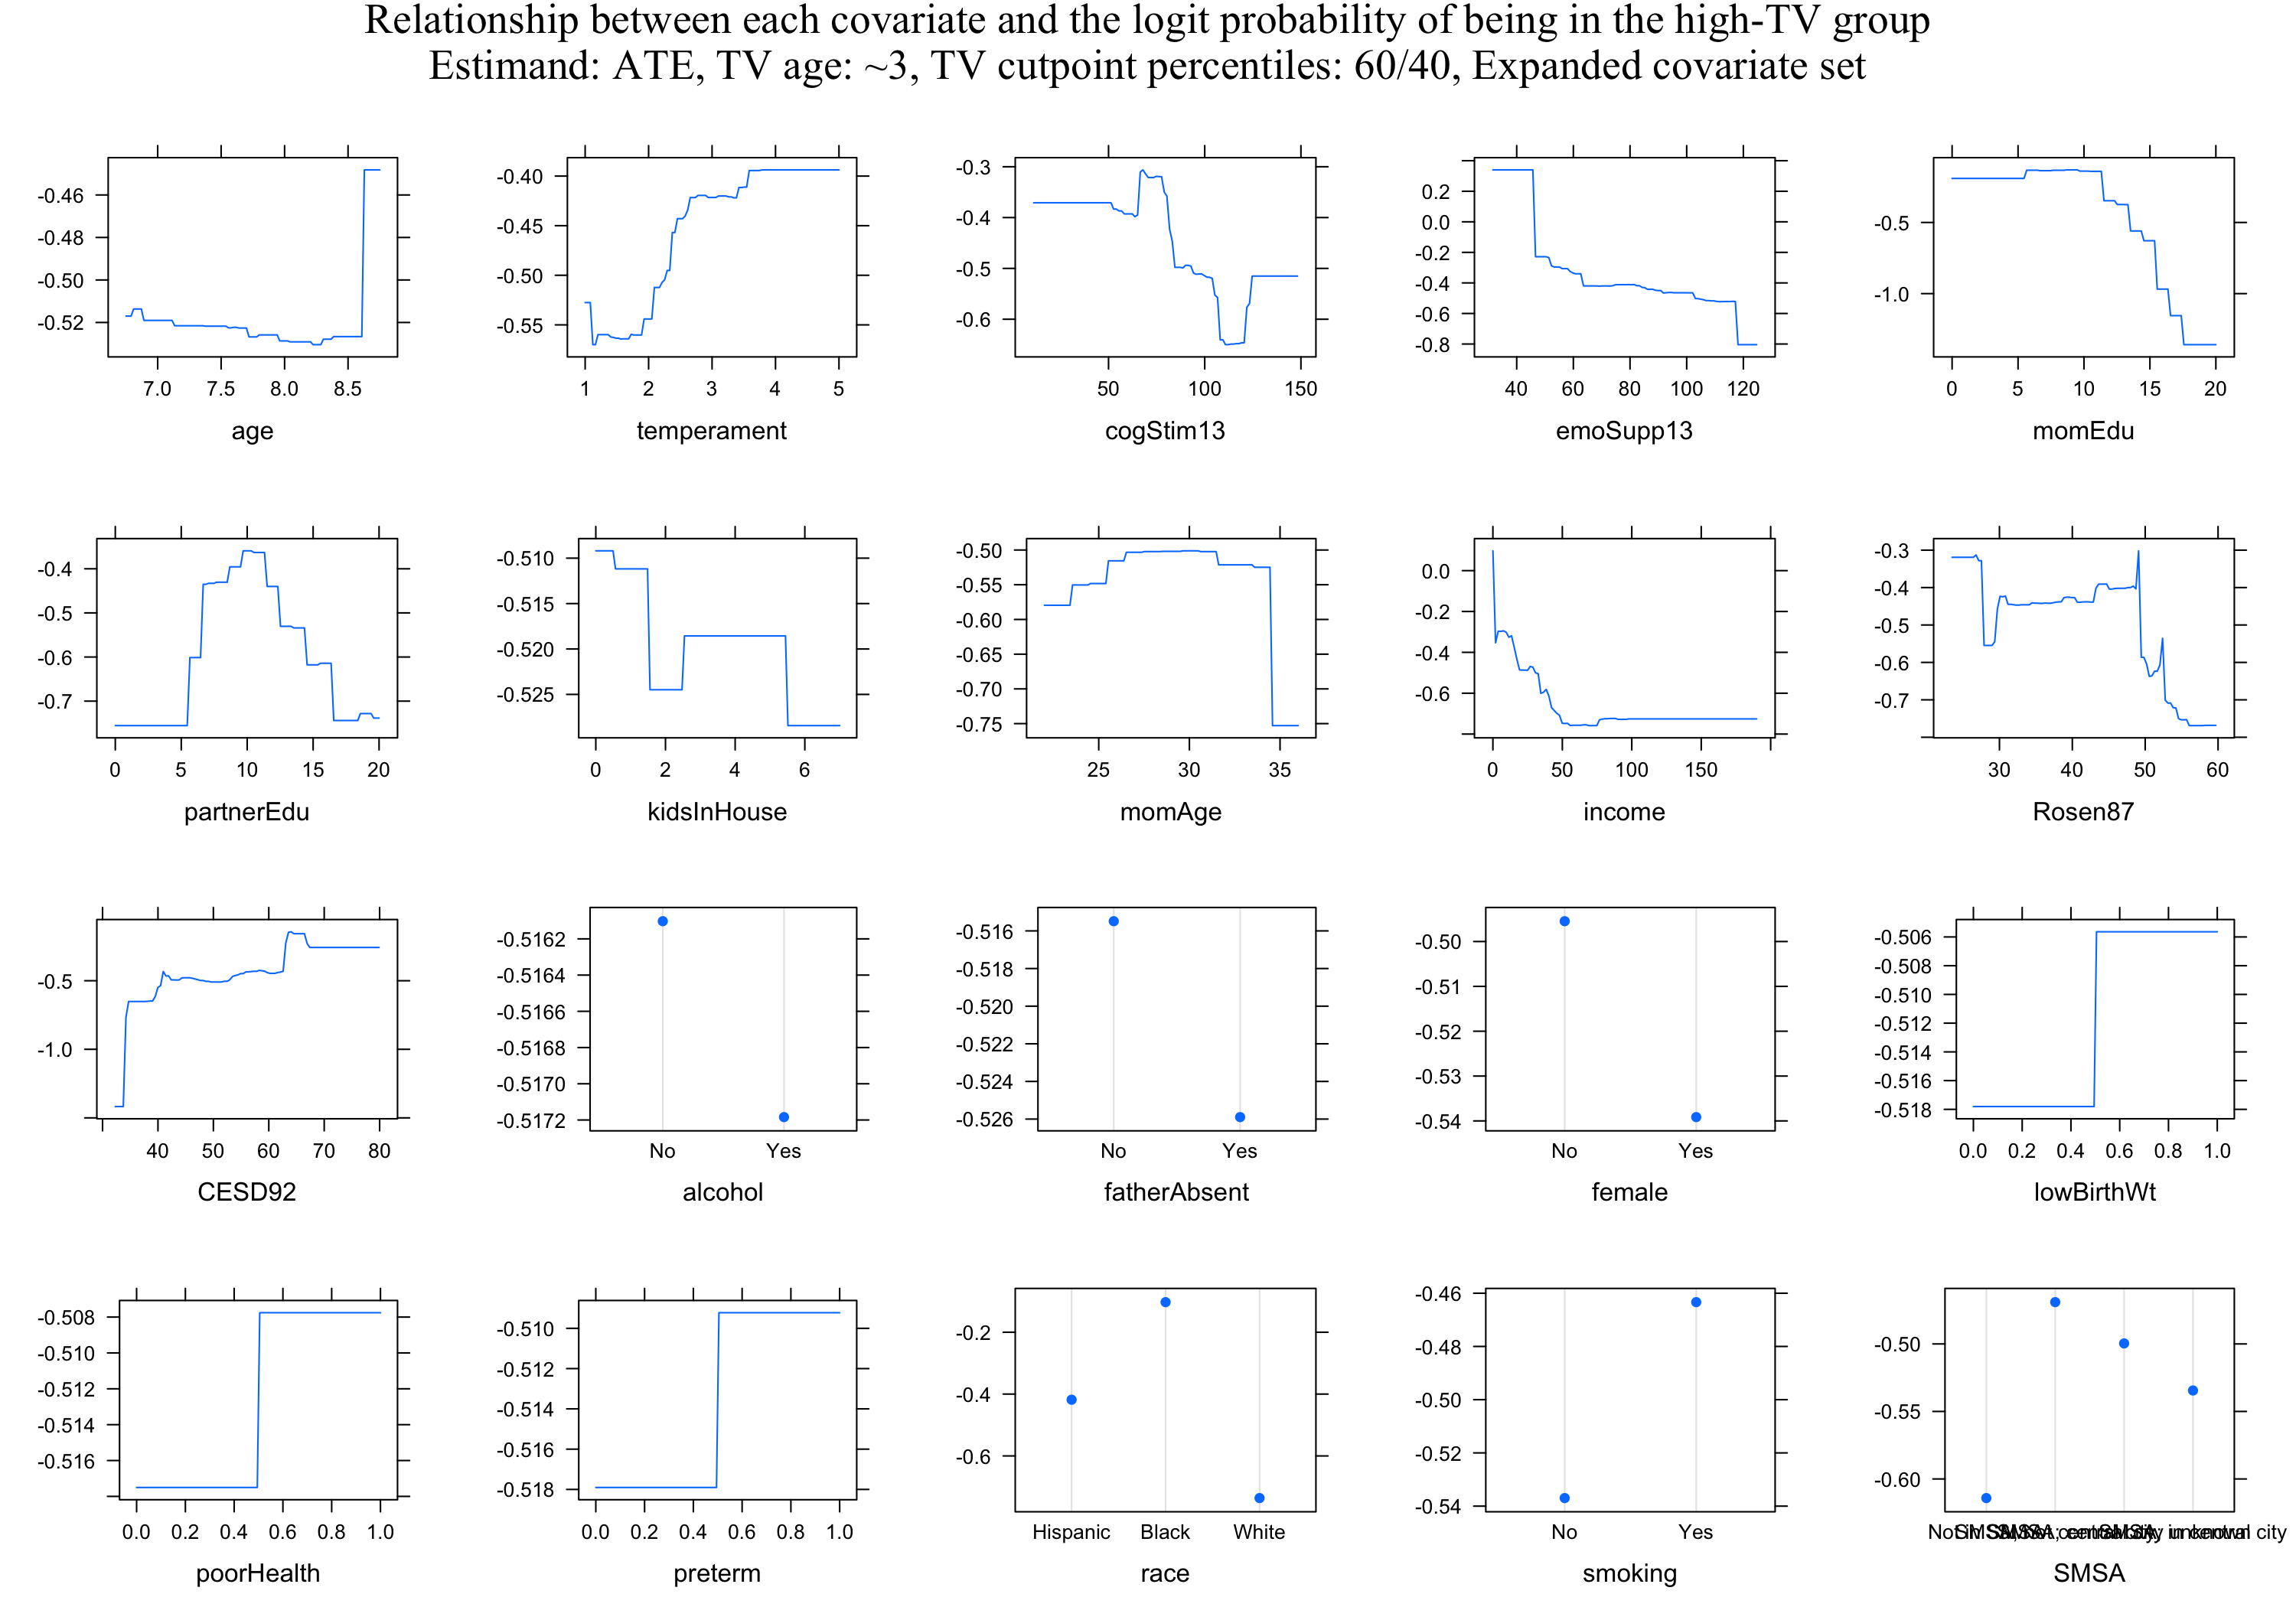 Relationship between each covariate and the logit probability of being in the high-TV group
Estimand: ATE, TV age: ~3, TV cutpoint percentiles: 60/40, Expanded covariate set
-0.46
-0.48
-0.50
-0.52
7.0 7.5 8.0 8.5
age
-0.40
-0.45
-0.50
-0.55
1 2 3 4 5
temperament
-0.3
-0.4
-0.5
-0.6
50 100 150
cogStim13
0.2
0.0
-0.2
-0.4
-0.6
-0.8
40 60 80 100 120
emoSupp13
-0.5
-1.0
0 5 10 15 20
momEdu
-0.4
-0.5
-0.6
-0.7
0 5 10 15 20
partnerEdu
-0.510
-0.515
-0.520
-0.525
0 2 4 6
kidsInHouse
-0.50
-0.55
-0.60
-0.65
-0.70
-0.75
25 30 35
momAge
0.0
-0.2
-0.4
-0.6
0 50 100 150
income
-0.3
-0.4
-0.5
-0.6
-0.7
30 40 50 60
Rosen87
-0.5
-1.0
40 50 60 70 80
CESD92
-0.5162
-0.5164
-0.5166
-0.5168
-0.5170
-0.5172
No Yes
alcohol
-0.516
-0.518
-0.520
-0.522
-0.524
-0.526
No Yes
fatherAbsent
-0.50
-0.51
-0.52
-0.53
-0.54
No Yes
female
-0.506
-0.508
-0.510
-0.512
-0.514
-0.516
-0.518
0.0 0.2 0.4 0.6 0.8 1.0
lowBirthWt
-0.508
-0.510
-0.512
-0.514
-0.516
0.0 0.2 0.4 0.6 0.8 1.0
poorHealth
-0.510
-0.512
-0.514
-0.516
-0.518
0.0 0.2 0.4 0.6 0.8 1.0
preterm
-0.2
-0.4
-0.6
Hispanic Black White
race
-0.46
-0.48
-0.50
-0.52
-0.54
No Yes
smoking
-0.50
-0.55
-0.60
city
SMSA